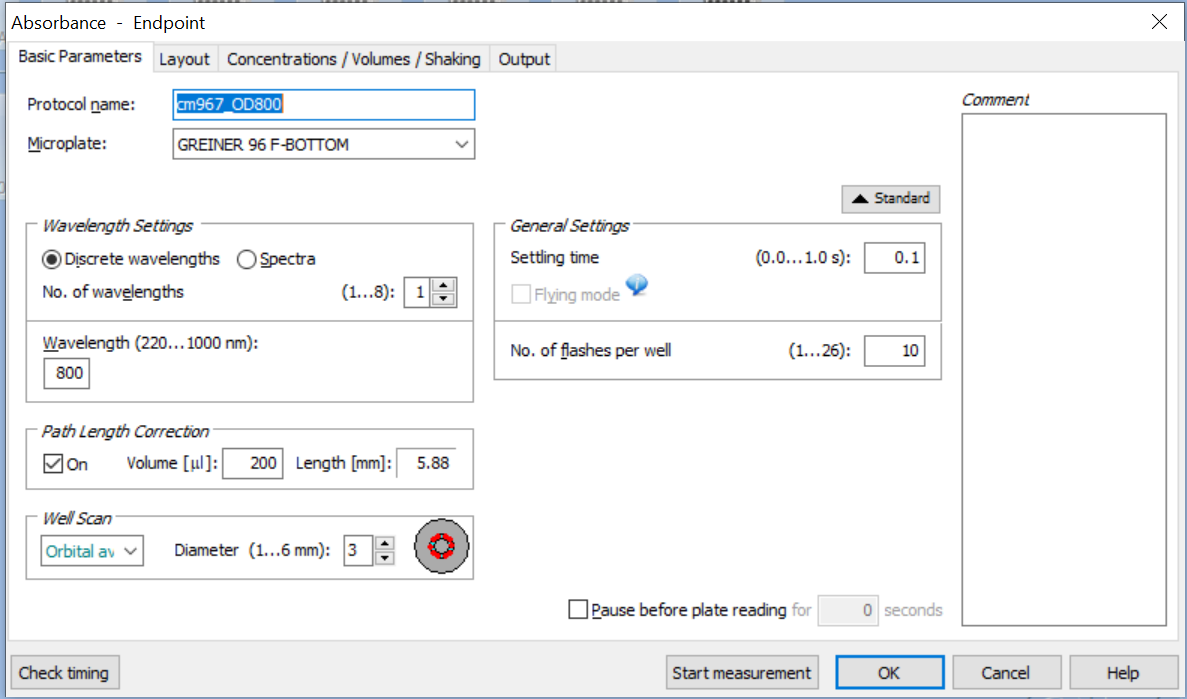 Absorbance - Endpoint
Basic Parameters Layout Concentrations / Volumes / Shaking Output
Protocol name: cm967_OD800
Comment
Microplate: GREINER 96 F-BOTTOM
Standard
Wavelength Settings
General Settings
Discrete wavelengths Spectra
Settling time (0.0...1.0 s): 0.1
No. of wavelengths (1...8): 1
Flying mode
Wavelength (220...1000 nm):
No. of flashes per well (1...26): 10
800
Path Length Correction
On Volume [µl]: 200 Length [mm]: 5.88
Well Scan
Orbital av Diameter (1...6 mm): 3
Pause before plate reading for 0 seconds
Check timing Start measurement OK Cancel Help